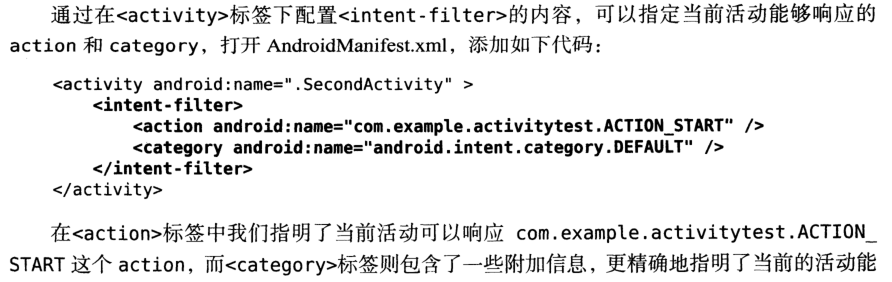 通过在<activity>标签下配置<intent-filter>的内容，可以指定当前活动能够响应的
action 和 category，打开 AndroidManifest.xml，添加如下代码：
<activity android:name=".SecondActivity" >
<intent-filter>
<action android:name="com.example.activitytest.ACTION_START" />
<category android:name="android.intent.category.DEFAULT" />
</intent-filter>
</activity>
在<action>标签中我们指明了当前活动可以响应 com.example.activitytest.ACTION_
START 这个 action，而<category>标签则包含了一些附加信息，更精确地指明了当前的活动能